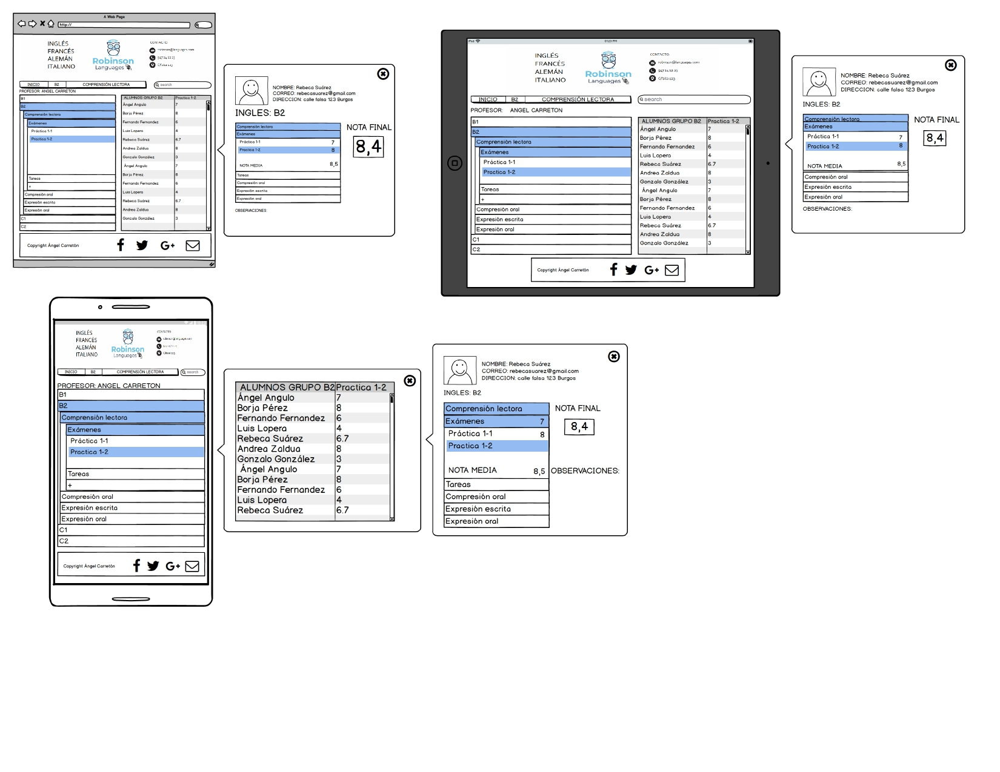 A Web Page
http://
INGLÉS
FRANCÉS
ALEMÁN
ITALIANO
Robinson
Languages
CONTACTO:
robinson@languages.com
947 24 12 23
C/falsa 123
INICIO B2 COMPRENSIÓN LECTORA search
PROFESOR: ANGEL CARRETON
B1
B2
Comprensión lectora
Exámenes
Práctica 1-1
Practica 1-2
Tareas
+
Compresión oral
Expresión escrita
Expresión oral
C1
C2
ALUMNOS GRUPO B2 Practica 1-2
Ángel Angulo 7
Borja Pérez 8
Fernando Fernandez 6
Luis Lopera 4
Rebeca Suárez 6.7
Andrea Zaldua 8
Gonzalo González 3
Ángel Angulo 7
Borja Pérez 8
Fernando Fernandez 6
Luis Lopera 4
Rebeca Suárez 6.7
Andrea Zaldua 8
Gonzalo González 3
Copyright Ángel Carretón G+
NOMBRE: Rebeca Suárez
CORREO: rebecasuarez@gmail.com
DIRECCION: calle falsa 123 Burgos
INGLES: B2
Comprensión lectora
Exámenes
Práctica 1-1 7
Practica 1-2 8
NOTA MEDIA 8,5
Tareas
Compresión oral
Expresión escrita
Expresión oral
NOTA FINAL
8,4
OBSERVACIONES:
iPad 01:23 PM
INGLÉS
FRANCÉS
ALEMÁN
ITALIANO
Robinson
Languages
CONTACTO:
robinson@languages.com
947 24 12 23
C/falsa 123
INICIO B2 COMPRENSIÓN LECTORA search
PROFESOR: ANGEL CARRETON
B1
B2
Comprensión lectora
Exámenes
Práctica 1-1
Practica 1-2
Tareas
+
Compresión oral
Expresión escrita
Expresión oral
C1
C2
ALUMNOS GRUPO B2 Practica 1-2
Ángel Angulo 7
Borja Pérez 8
Fernando Fernandez 6
Luis Lopera 4
Rebeca Suárez 6.7
Andrea Zaldua 8
Gonzalo González 3
Ángel Angulo 7
Borja Pérez 8
Fernando Fernandez 6
Luis Lopera 4
Rebeca Suárez 6.7
Andrea Zaldua 8
Gonzalo González 3
Copyright Ángel Carretón G+
NOMBRE: Rebeca Suárez
CORREO: rebecasuarez@gmail.com
DIRECCION: calle falsa 123 Burgos
INGLES: B2
Comprensión lectora
Exámenes
Práctica 1-1 7
Practica 1-2 8
NOTA MEDIA 8,5
Compresión oral
Expresión escrita
Expresión oral
NOTA FINAL
8,4
OBSERVACIONES:
INGLÉS
FRANCÉS
ALEMÁN
ITALIANO
Robinson
Languages
CONTACTO:
robinson@languages.com
C/falsa 123
INICIO B2 COMPRENSIÓN LECTORA search
PROFESOR: ANGEL CARRETON
B1
B2
Comprensión lectora
Exámenes
Práctica 1-1
Practica 1-2
Tareas
+
Compresión oral
Expresión escrita
Expresión oral
C1
C2
Copyright Ángel Carretón G+
ALUMNOS GRUPO B2 Practica 1-2
Ángel Angulo 7
Borja Pérez 8
Fernando Fernandez 6
Luis Lopera 4
Rebeca Suárez 6.7
Andrea Zaldua 8
Gonzalo González 3
Ángel Angulo 7
Borja Pérez 8
Fernando Fernandez 6
Luis Lopera 4
Rebeca Suárez 6.7
NOMBRE: Rebeca Suárez
CORREO: rebecasuarez@gmail.com
DIRECCION: calle falsa 123 Burgos
INGLES: B2
Comprensión lectora
Exámenes 7
Práctica 1-1 8
Practica 1-2
NOTA MEDIA 8,5
Tareas
Compresión oral
Expresión escrita
Expresión oral
NOTA FINAL
8,4
OBSERVACIONES: